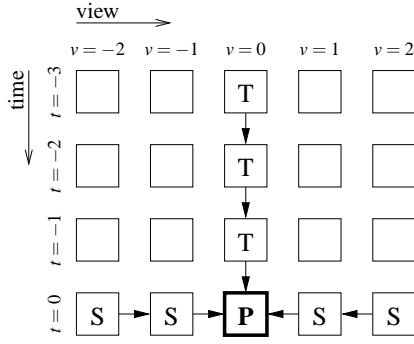 view
v = −2 v = −1 v = 0 v = 1 v = 2
time
t = −3 T
t = −2 T
t = −1 T
t = 0 S S P S S